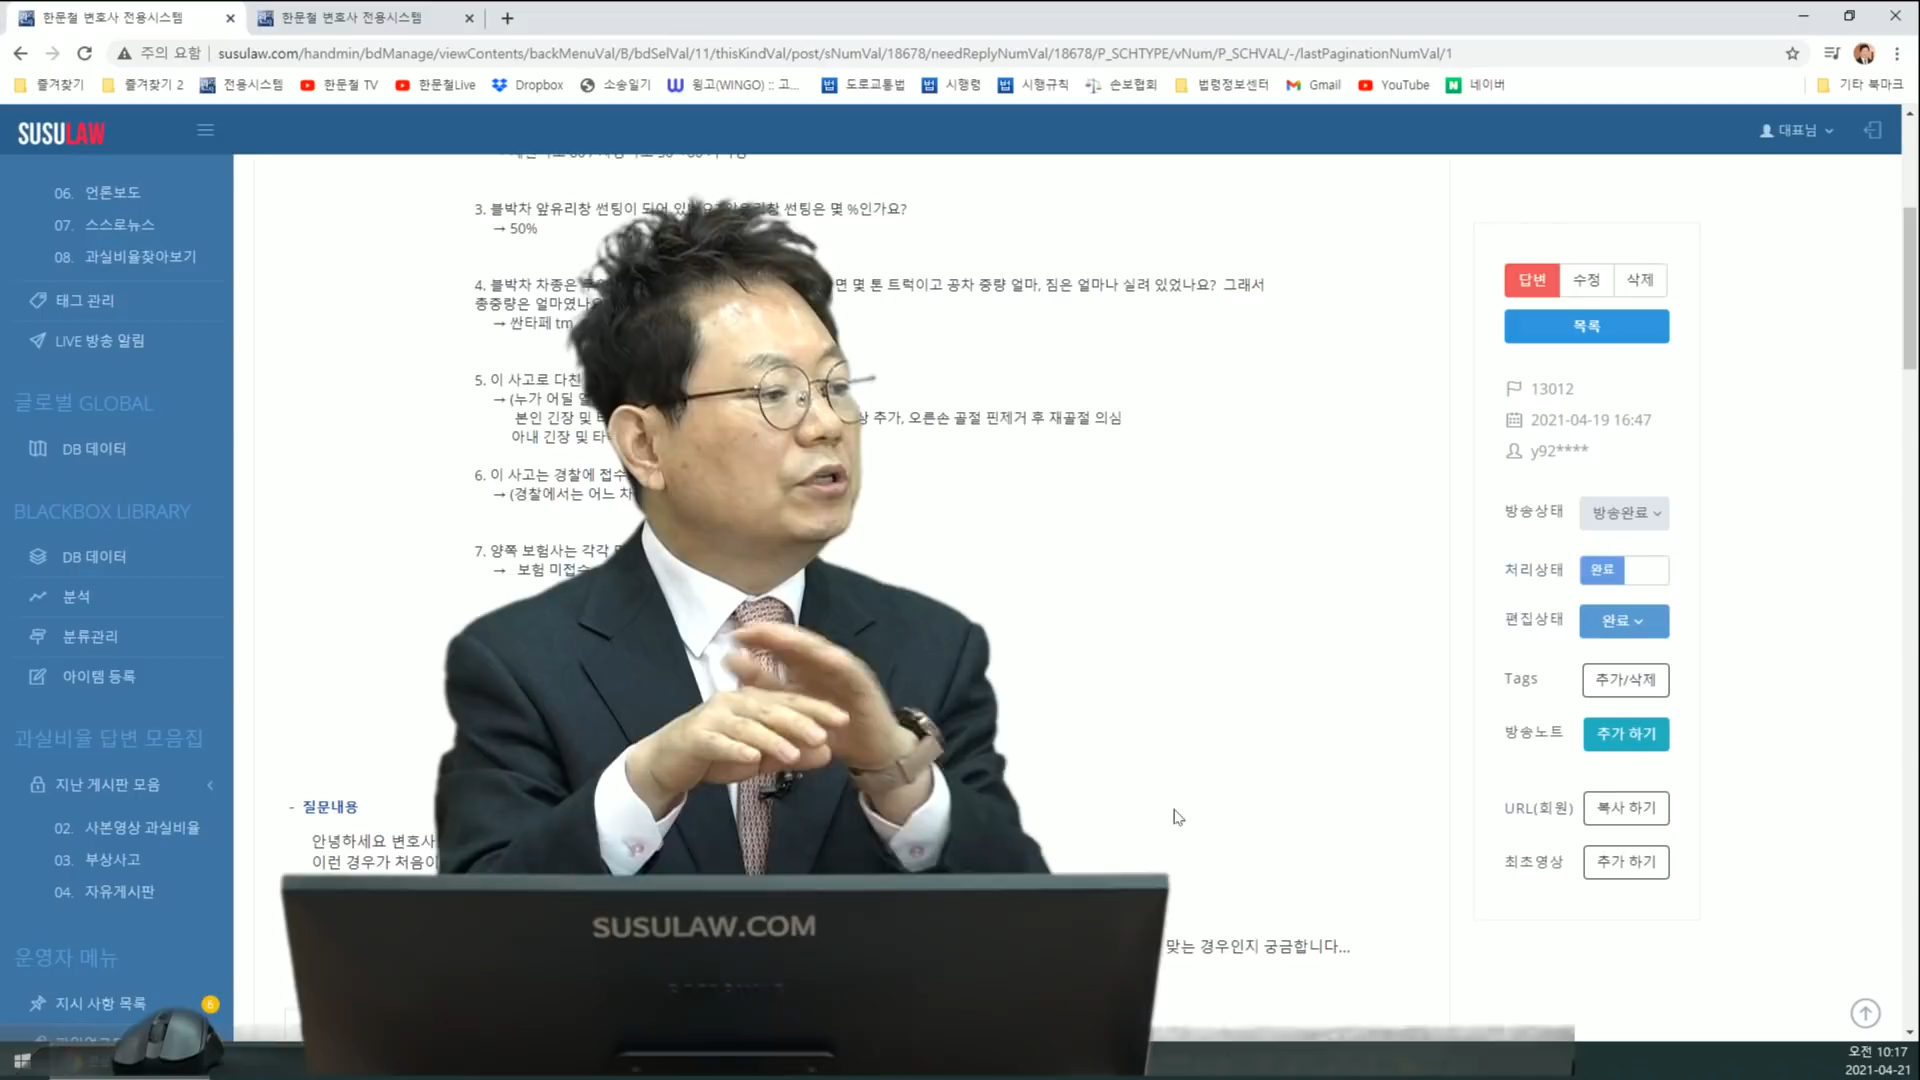 한문철 변호사 전용시스템
한문철 변호사 전용시스템
주의 요함
susulaw.com/handmin/bdManage/viewContents/backMenuVal/B/bdSelVal/11/thisKindVal/post/sNumVal/18678/needReplyNumVal/18678/P_SCHTYPE/vNum/P_SCHVAL/-/lastPaginationNumVal/1
즐겨찾기
즐겨찾기 2
전용시스템
한문철 TV
한문철Live
Dropbox
소송일기
윙고(WINGO) :: 고...
도로교통법
시행령
시행규칙
손보협회
법령정보센터
Gmail
YouTube
네이버
기타 북마크
SUSULAW
대표님
06. 언론보도
07. 스스로뉴스
08. 과실비율찾아보기
태그 관리
LIVE 방송 알림
글로벌 GLOBAL
DB 데이터
BLACKBOX LIBRARY
DB 데이터
분석
분류관리
아이템 등록
과실비율 답변 모음집
지난 게시판 모음
02. 사본영상 과실비율
03. 부상사고
04. 자유게시판
운영자 메뉴
지시 사항 목록
6
3. 블박차 앞유리창 썬팅이 되어 있 썬팅은 몇 %인가요?
→ 50%
4. 블박차 차종은 면 몇 톤 트럭이고 공차 중량 얼마, 짐은 얼마나 실려 있었나요? 그래서
총중량은 얼마였나
→ 싼타페 tm
5. 이 사고로 다친
→ (누가 어딜
본인 긴장 및 상 추가, 오른손 골절 핀제거 후 재골절 의심
아내 긴장 및 타
6. 이 사고는 경찰에 접수
→ (경찰에서는 어느 차
7. 양쪽 보험사는 각각
→ 보험 미접수
- 질문내용
안녕하세요 변호사
이런 경우가 처음이
맞는 경우인지 궁금합니다...
답변
수정
삭제
목록
13012
2021-04-19 16:47
y92****
방송상태
방송완료
처리상태
완료
편집상태
완료
Tags
추가/삭제
방송노트
추가 하기
URL(회원)
복사 하기
최초영상
추가 하기
SUSULAW.COM
SAMSUNG
오전 10:17
2021-04-21